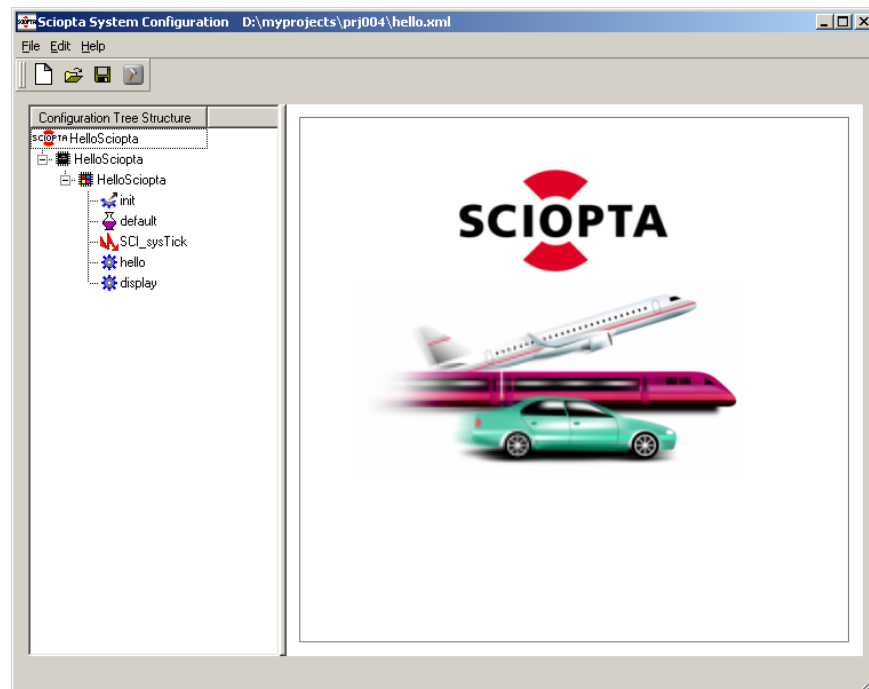 Sciopta System Configuration D:\myprojects\prj004\hello.xml
File Edit Help
Configuration Tree Structure
SCIOPTA HelloSciopta
HelloSciopta
HelloSciopta
init
default
SCI_sysTick
hello
display
SCIOPTA